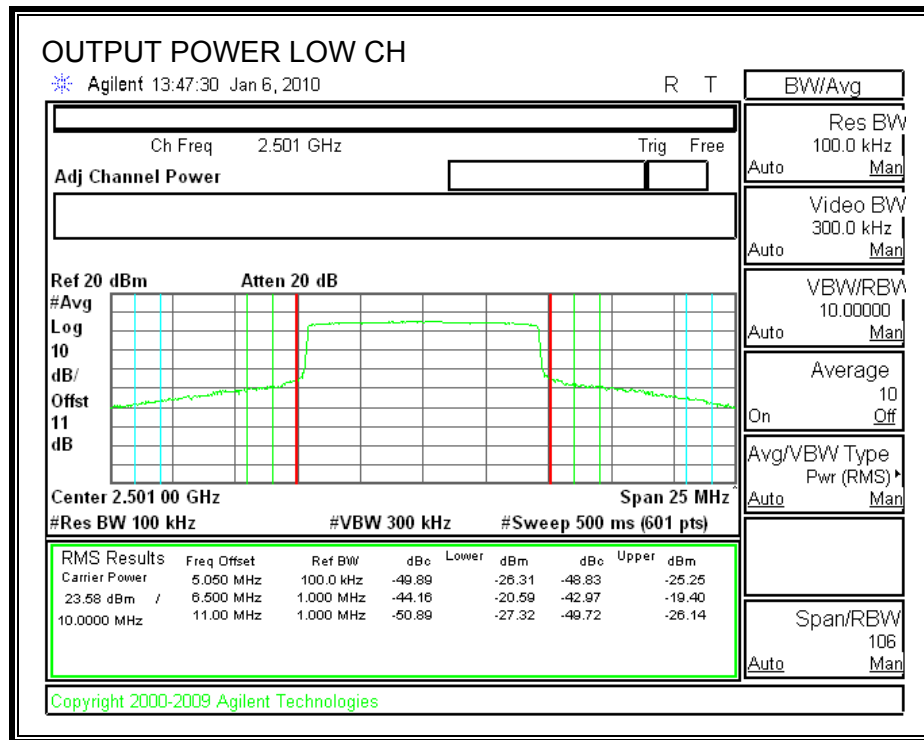 OUTPUT POWER LOW CH
Agilent 13:47:30 Jan 6, 2010 R T
Ch Freq 2.501 GHz Trig Free
Adj Channel Power
Ref 20 dBm Atten 20 dB
#Avg
Log
10
dB/
Offst
11
dB
Center 2.501 00 GHz Span 25 MHz
#Res BW 100 kHz #VBW 300 kHz #Sweep 500 ms (601 pts)
RMS Results Freq Offset Ref BW dBc Lower dBm dBc Upper dBm
Carrier Power 5.050 MHz 100.0 kHz -49.89 -26.31 -48.83 -25.25
23.58 dBm / 6.500 MHz 1.000 MHz -44.16 -20.59 -42.97 -19.40
10.0000 MHz 11.00 MHz 1.000 MHz -50.89 -27.32 -49.72 -26.14
Copyright 2000-2009 Agilent Technologies
BW/Avg
Res BW
100.0 kHz
Auto Man
Video BW
300.0 kHz
Auto Man
VBW/RBW
10.00000
Auto Man
Average
10
On Off
Avg/VBW Type
Pwr (RMS)
Auto Man
Span/RBW
106
Auto Man